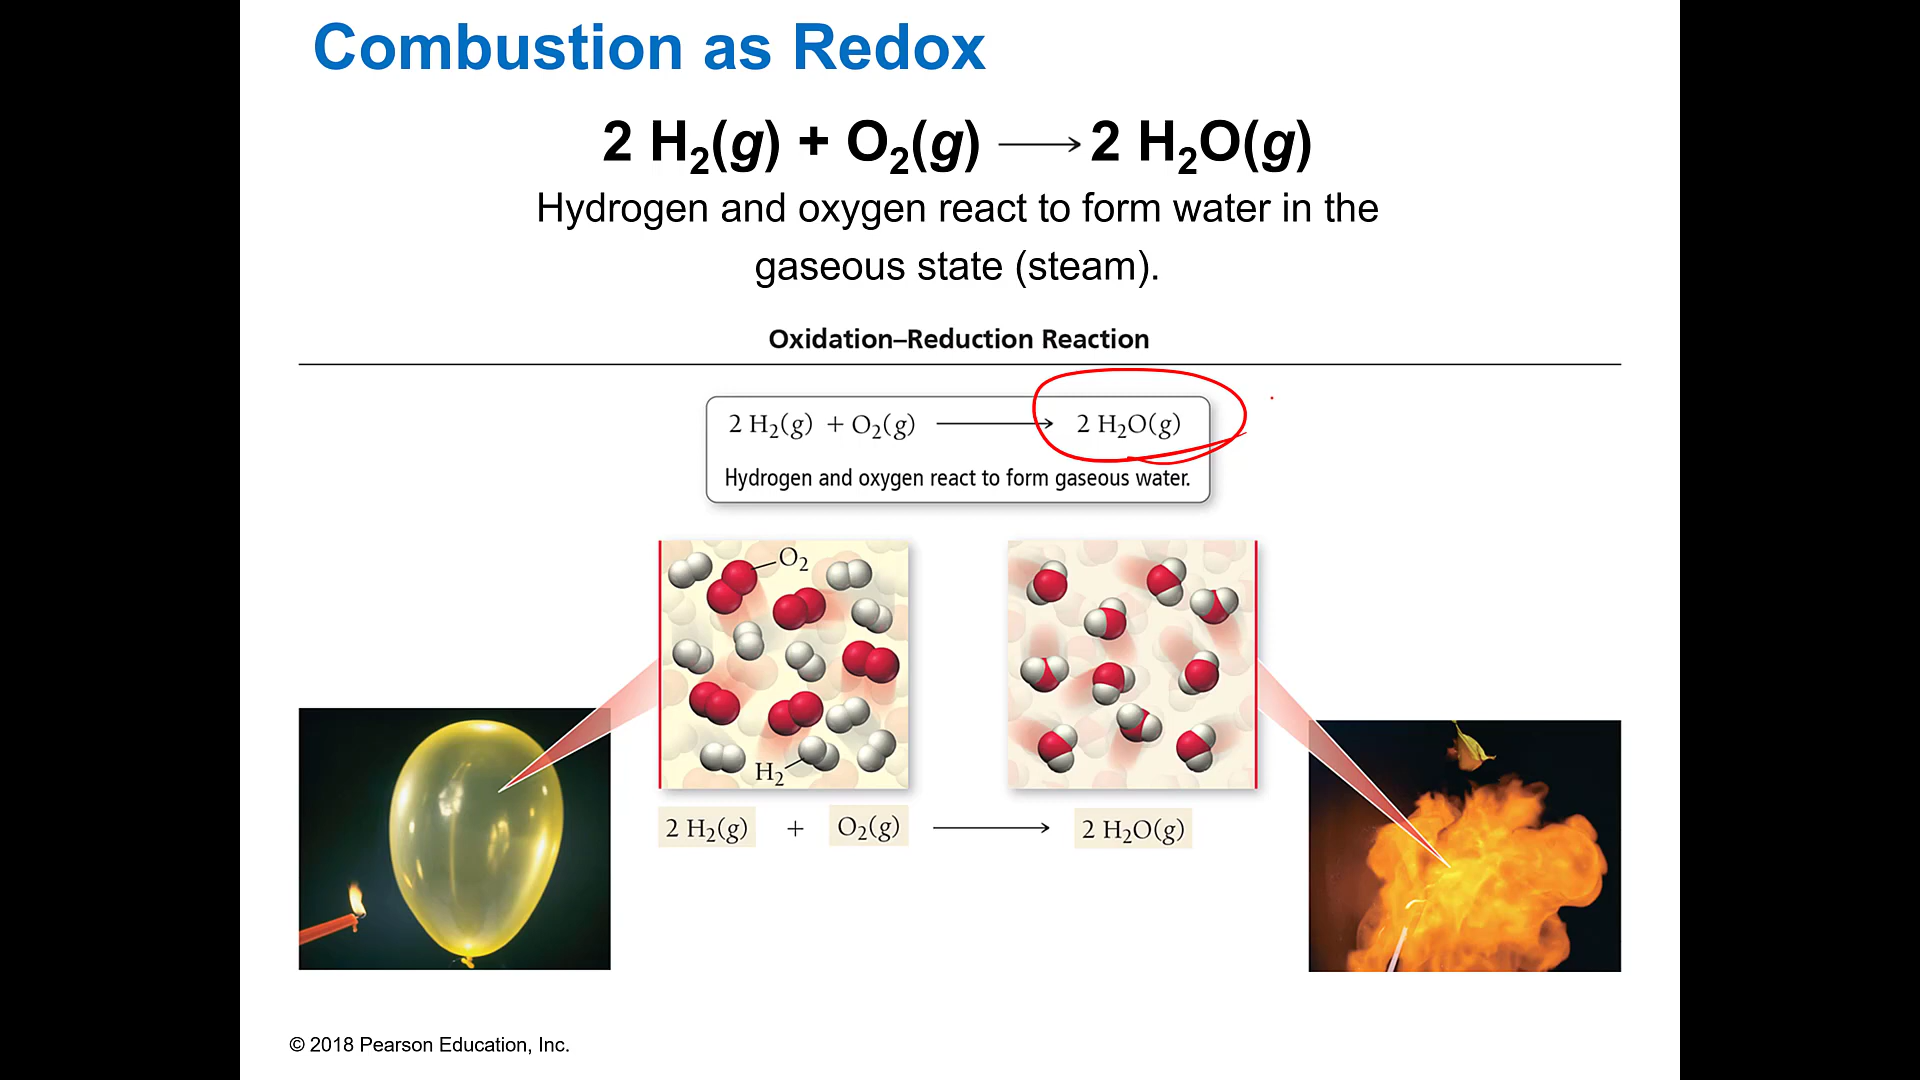 Combustion as Redox
2 H₂(g) + O₂(g) ⟶ 2 H₂O(g)
Hydrogen and oxygen react to form water in the
gaseous state (steam).
Oxidation–Reduction Reaction
2 H₂(g) + O₂(g) ⟶ 2 H₂O(g)
Hydrogen and oxygen react to form gaseous water.
O₂
H₂
2 H₂(g) + O₂(g) ⟶ 2 H₂O(g)
© 2018 Pearson Education, Inc.